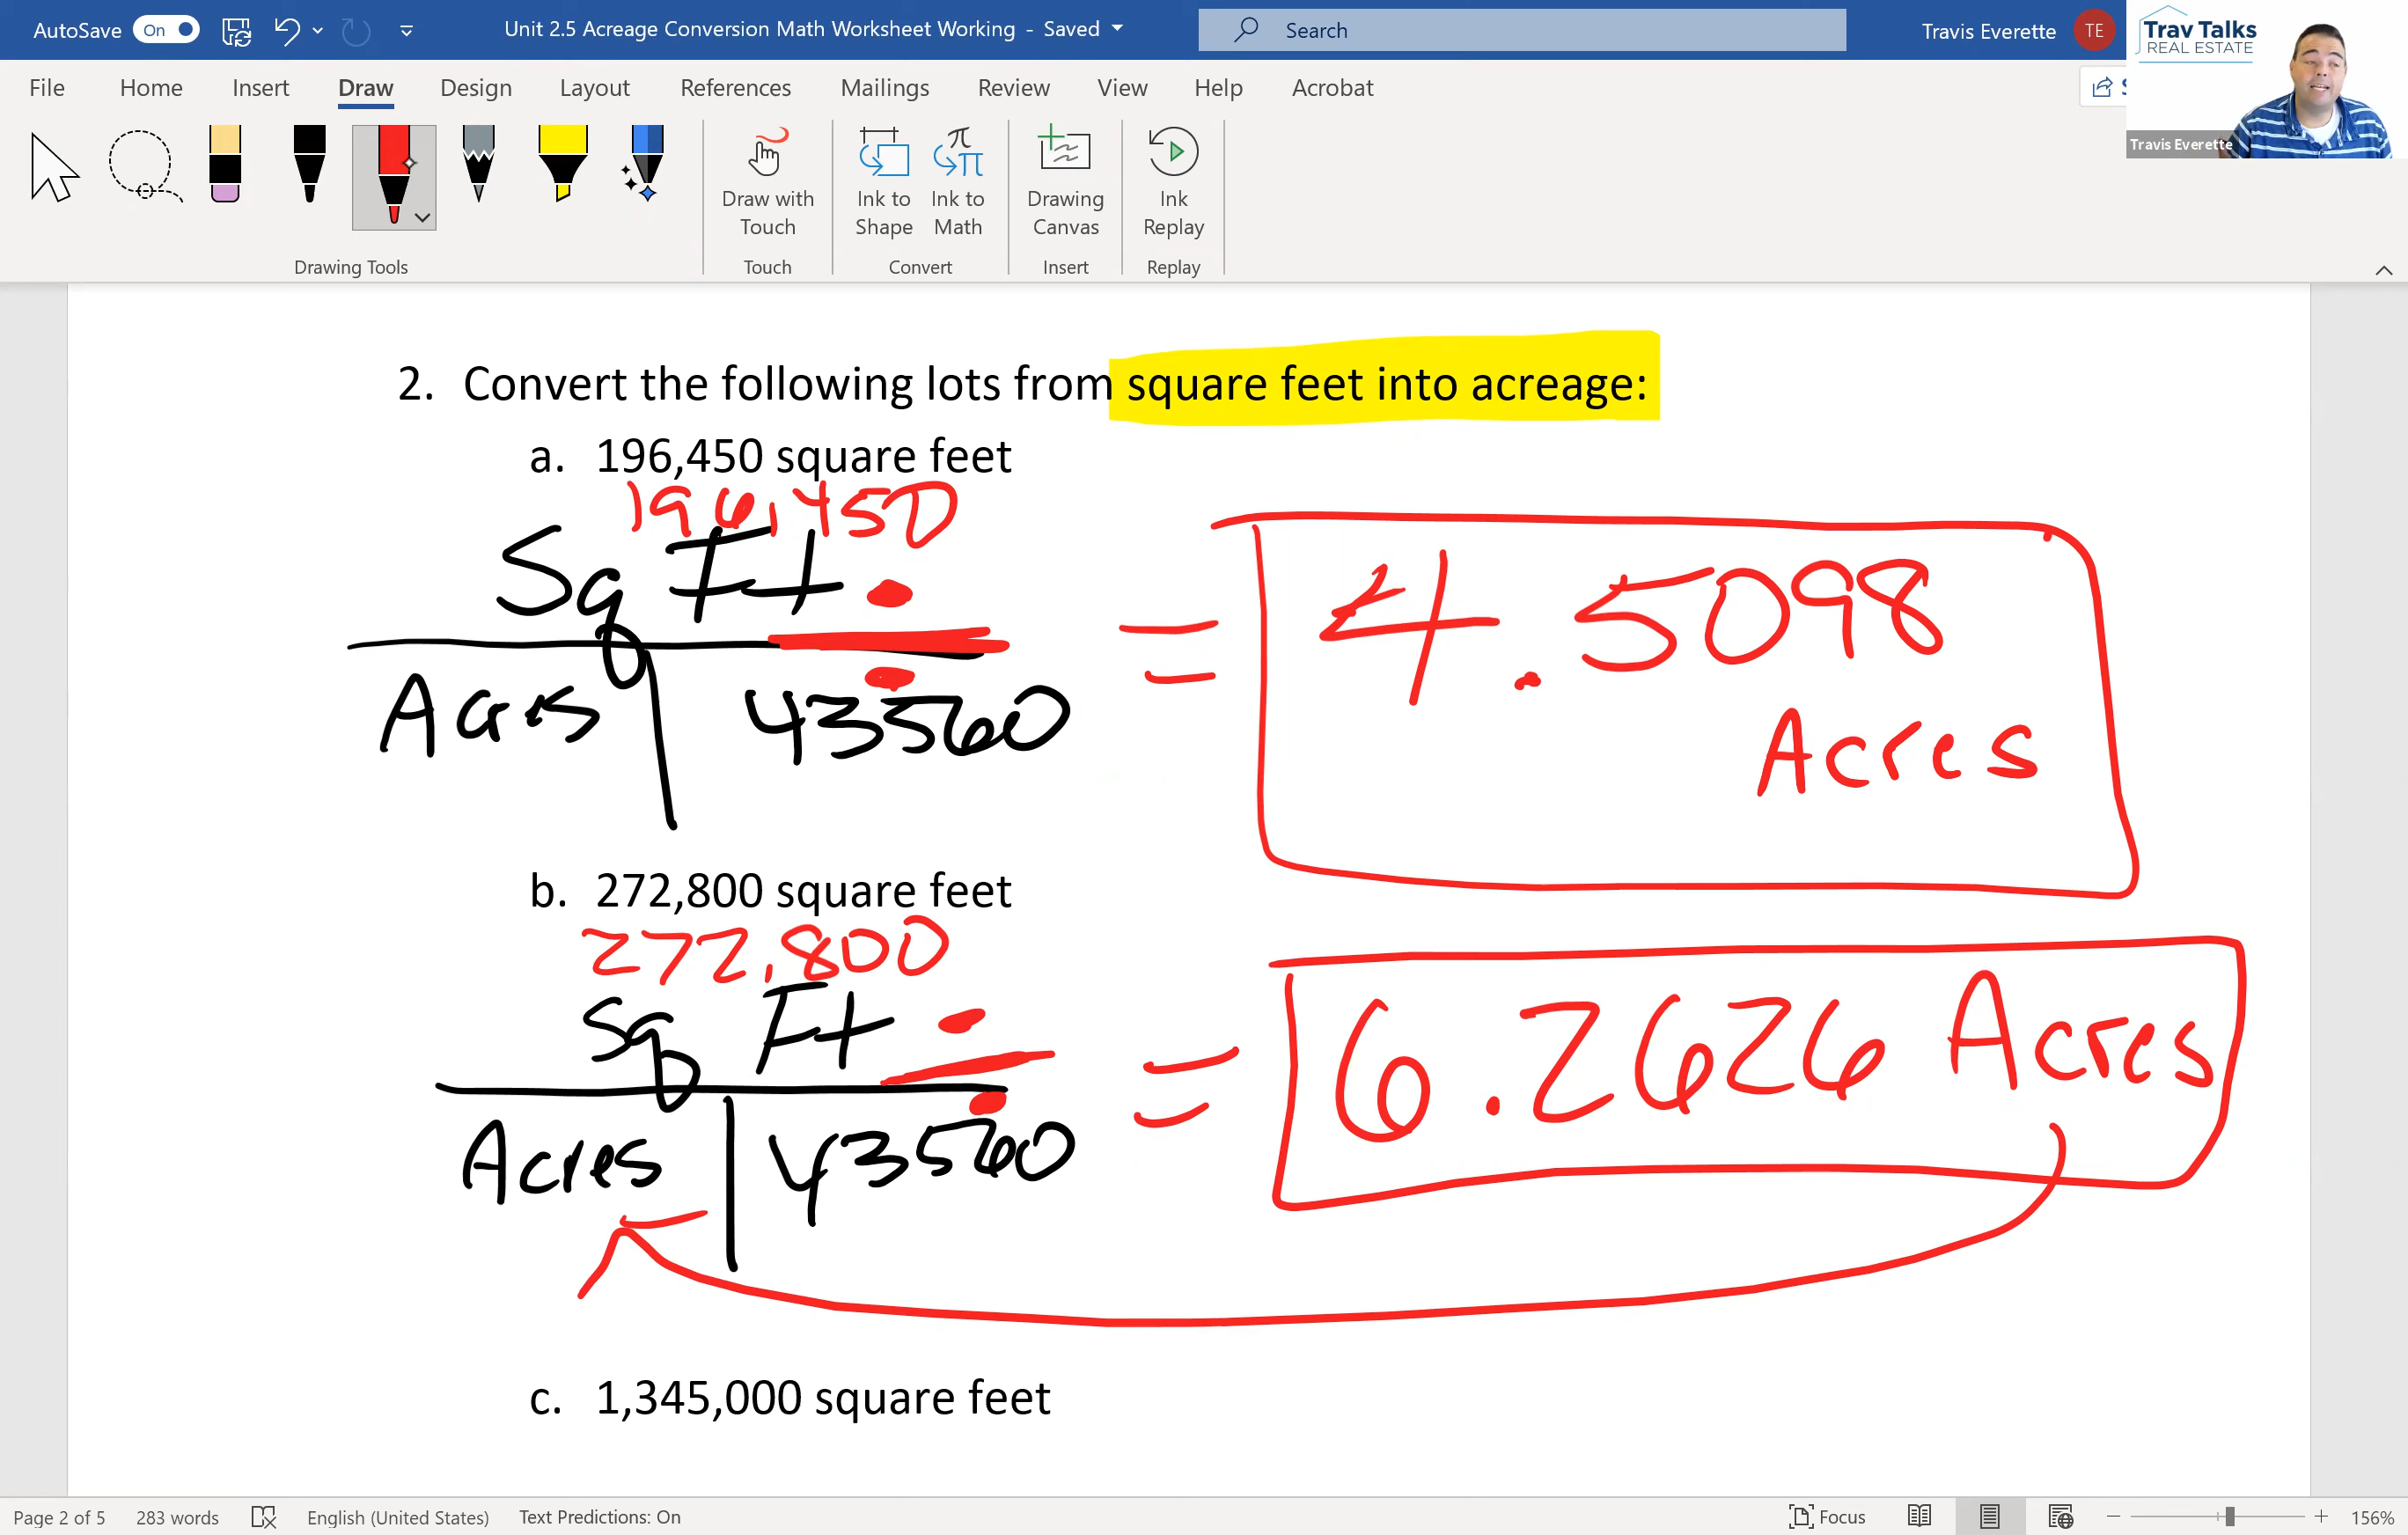 AutoSave On Unit 2.5 Acreage Conversion Math Worksheet Working - Saved Search Travis Everette TE
Trav Talks
REAL ESTATE
Travis Everette
File Home Insert Draw Design Layout References Mailings Review View Help Acrobat S
Draw with Touch
Ink to Shape
Ink to Math
Drawing Canvas
Ink Replay
Drawing Tools Touch Convert Insert Replay
2. Convert the following lots from square feet into acreage:
a. 196,450 square feet
196,450
Sq Ft ÷ = 4.5098
Acres 43560 Acres
b. 272,800 square feet
272,800
Sq Ft ÷ = 6.2626 Acres
Acres 43560
c. 1,345,000 square feet
Page 2 of 5 283 words English (United States) Text Predictions: On Focus 156%